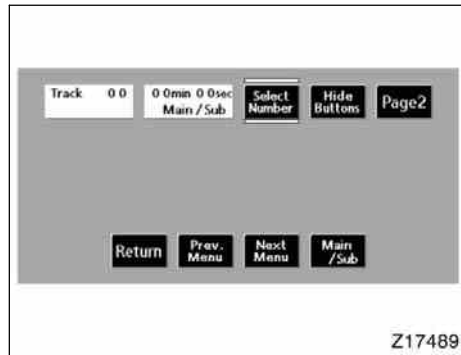 Track 0 0
0 0min 0 0sec
Main / Sub
Select
Number
Hide
Buttons
Page2
Return
Prev.
Menu
Next
Menu
Main
/Sub
Z17489